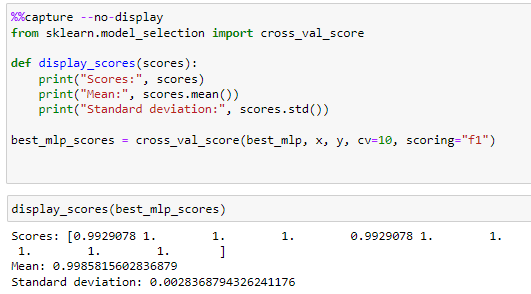 %%capture --no-display
from sklearn.model_selection import cross_val_score
def display_scores(scores):
    print("Scores:", scores)
    print("Mean:", scores.mean())
    print("Standard deviation:", scores.std())
best_mlp_scores = cross_val_score(best_mlp, x, y, cv=10, scoring="f1")
display_scores(best_mlp_scores)
Scores: [0.9929078 1.        1.        1.        0.9929078 1.        1.
 1.        1.        1.       ]
Mean: 0.9985815602836879
Standard deviation: 0.0028368794326241176